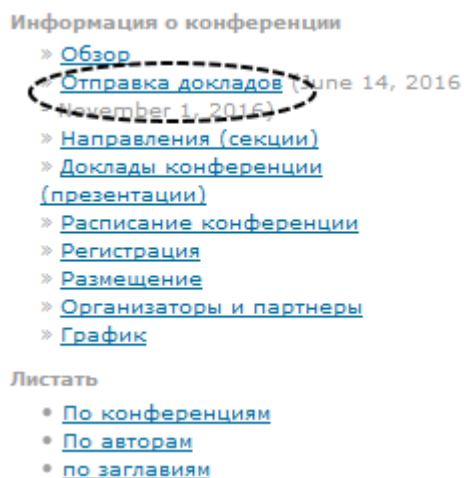 Информация о конференции
» Обзор
» Отправка докладов (June 14, 2016
- November 1, 2016)
» Направления (секции)
» Доклады конференции
(презентации)
» Расписание конференции
» Регистрация
» Размещение
» Организаторы и партнеры
» График
Листать
• По конференциям
• По авторам
• по заглавиям